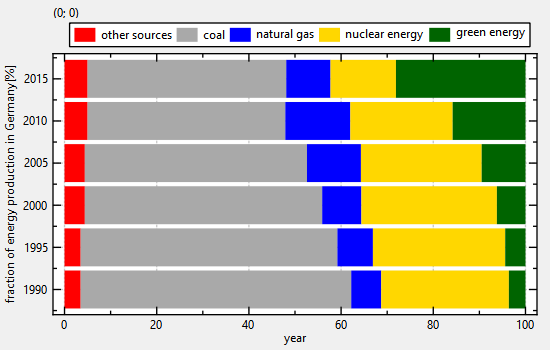 (0; 0)
other sources coal natural gas nuclear energy green energy
fraction of energy production in Germany[%]
2015
2010
2005
2000
1995
1990
0 20 40 60 80 100
year